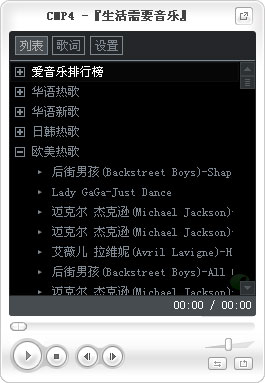 CMP4 -『生活需要音乐』
列表 歌词 设置
爱音乐排行榜
华语热歌
华语新歌
日韩热歌
欧美热歌
后街男孩(Backstreet Boys)-Shap
Lady GaGa-Just Dance
迈克尔 杰克逊(Michael Jackson)-
迈克尔 杰克逊(Michael Jackson)-
艾薇儿 拉维妮(Avril Lavigne)-H
后街男孩(Backstreet Boys)-All
迈克尔 杰克逊(Michael Jackson)-
00:00 / 00:00